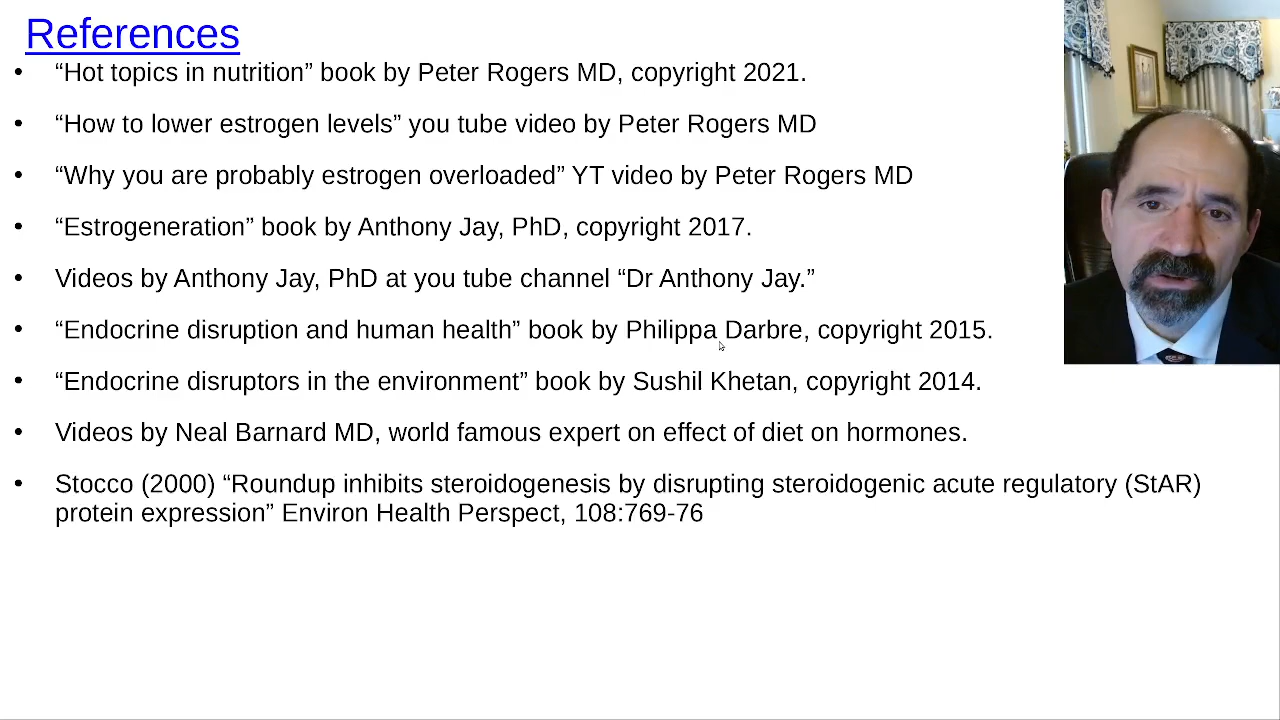 References
• “Hot topics in nutrition” book by Peter Rogers MD, copyright 2021.
• “How to lower estrogen levels” you tube video by Peter Rogers MD
• “Why you are probably estrogen overloaded” YT video by Peter Rogers MD
• “Estrogeneration” book by Anthony Jay, PhD, copyright 2017.
• Videos by Anthony Jay, PhD at you tube channel “Dr Anthony Jay.”
• “Endocrine disruption and human health” book by Philippa Darbre, copyright 2015.
• “Endocrine disruptors in the environment” book by Sushil Khetan, copyright 2014.
• Videos by Neal Barnard MD, world famous expert on effect of diet on hormones.
• Stocco (2000) “Roundup inhibits steroidogenesis by disrupting steroidogenic acute regulatory (StAR)
protein expression” Environ Health Perspect, 108:769-76